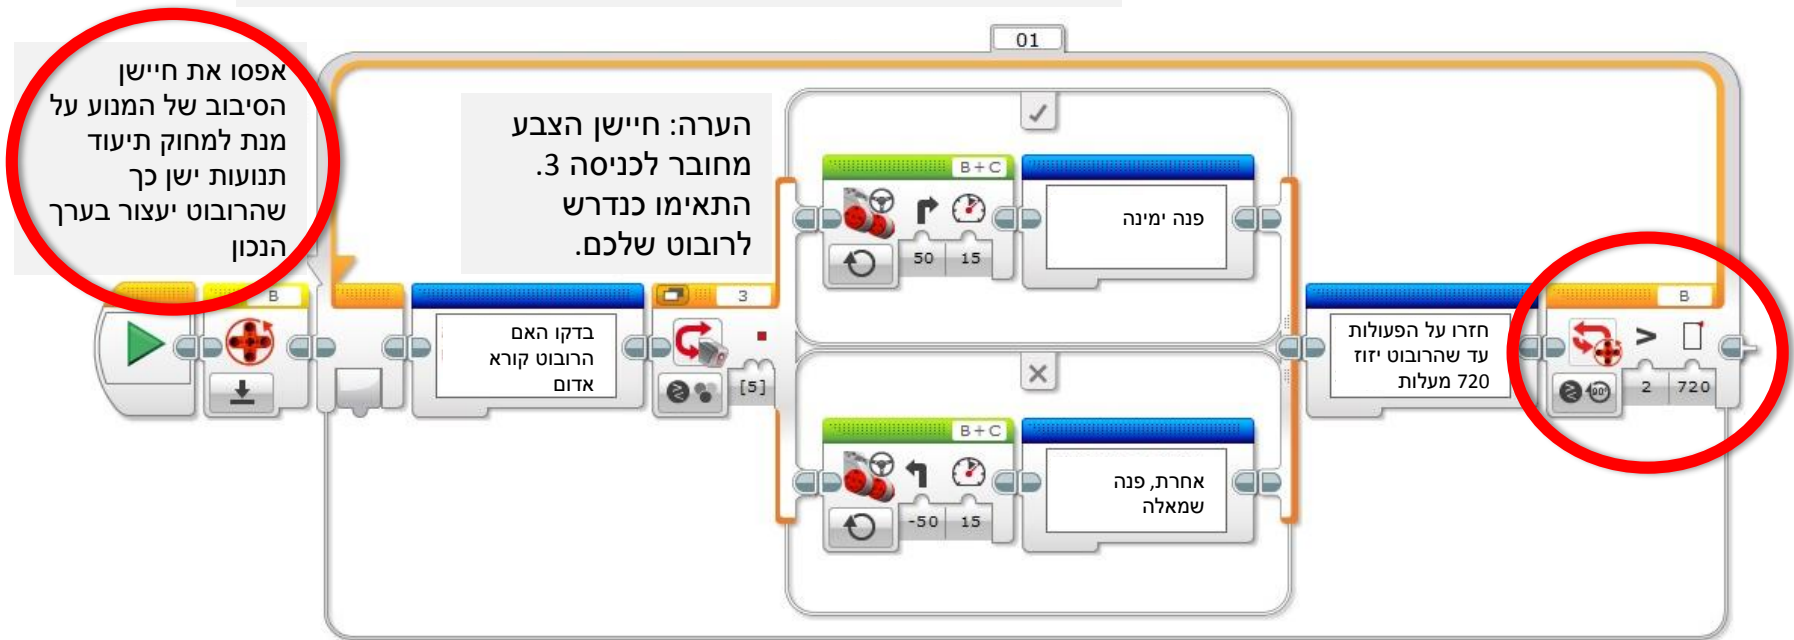 01
אפסו את חיישן
הסיבוב של המנוע על
מנת למחוק תיעוד
תנועות ישן כך
שהרובוט יעצור בערך
הנכון
הערה: חיישן הצבע
מחובר לכניסה 3.
התאימו כנדרש
לרובוט שלכם.
B+C
50 15
פנה ימינה
B
בדקו האם
הרובוט קורא
אדום
3
[5]
B+C
-50 15
אחרת, פנה
שמאלה
חזרו על הפעולות
עד שהרובוט יזוז
720 מעלות
B
>
90°
2 720